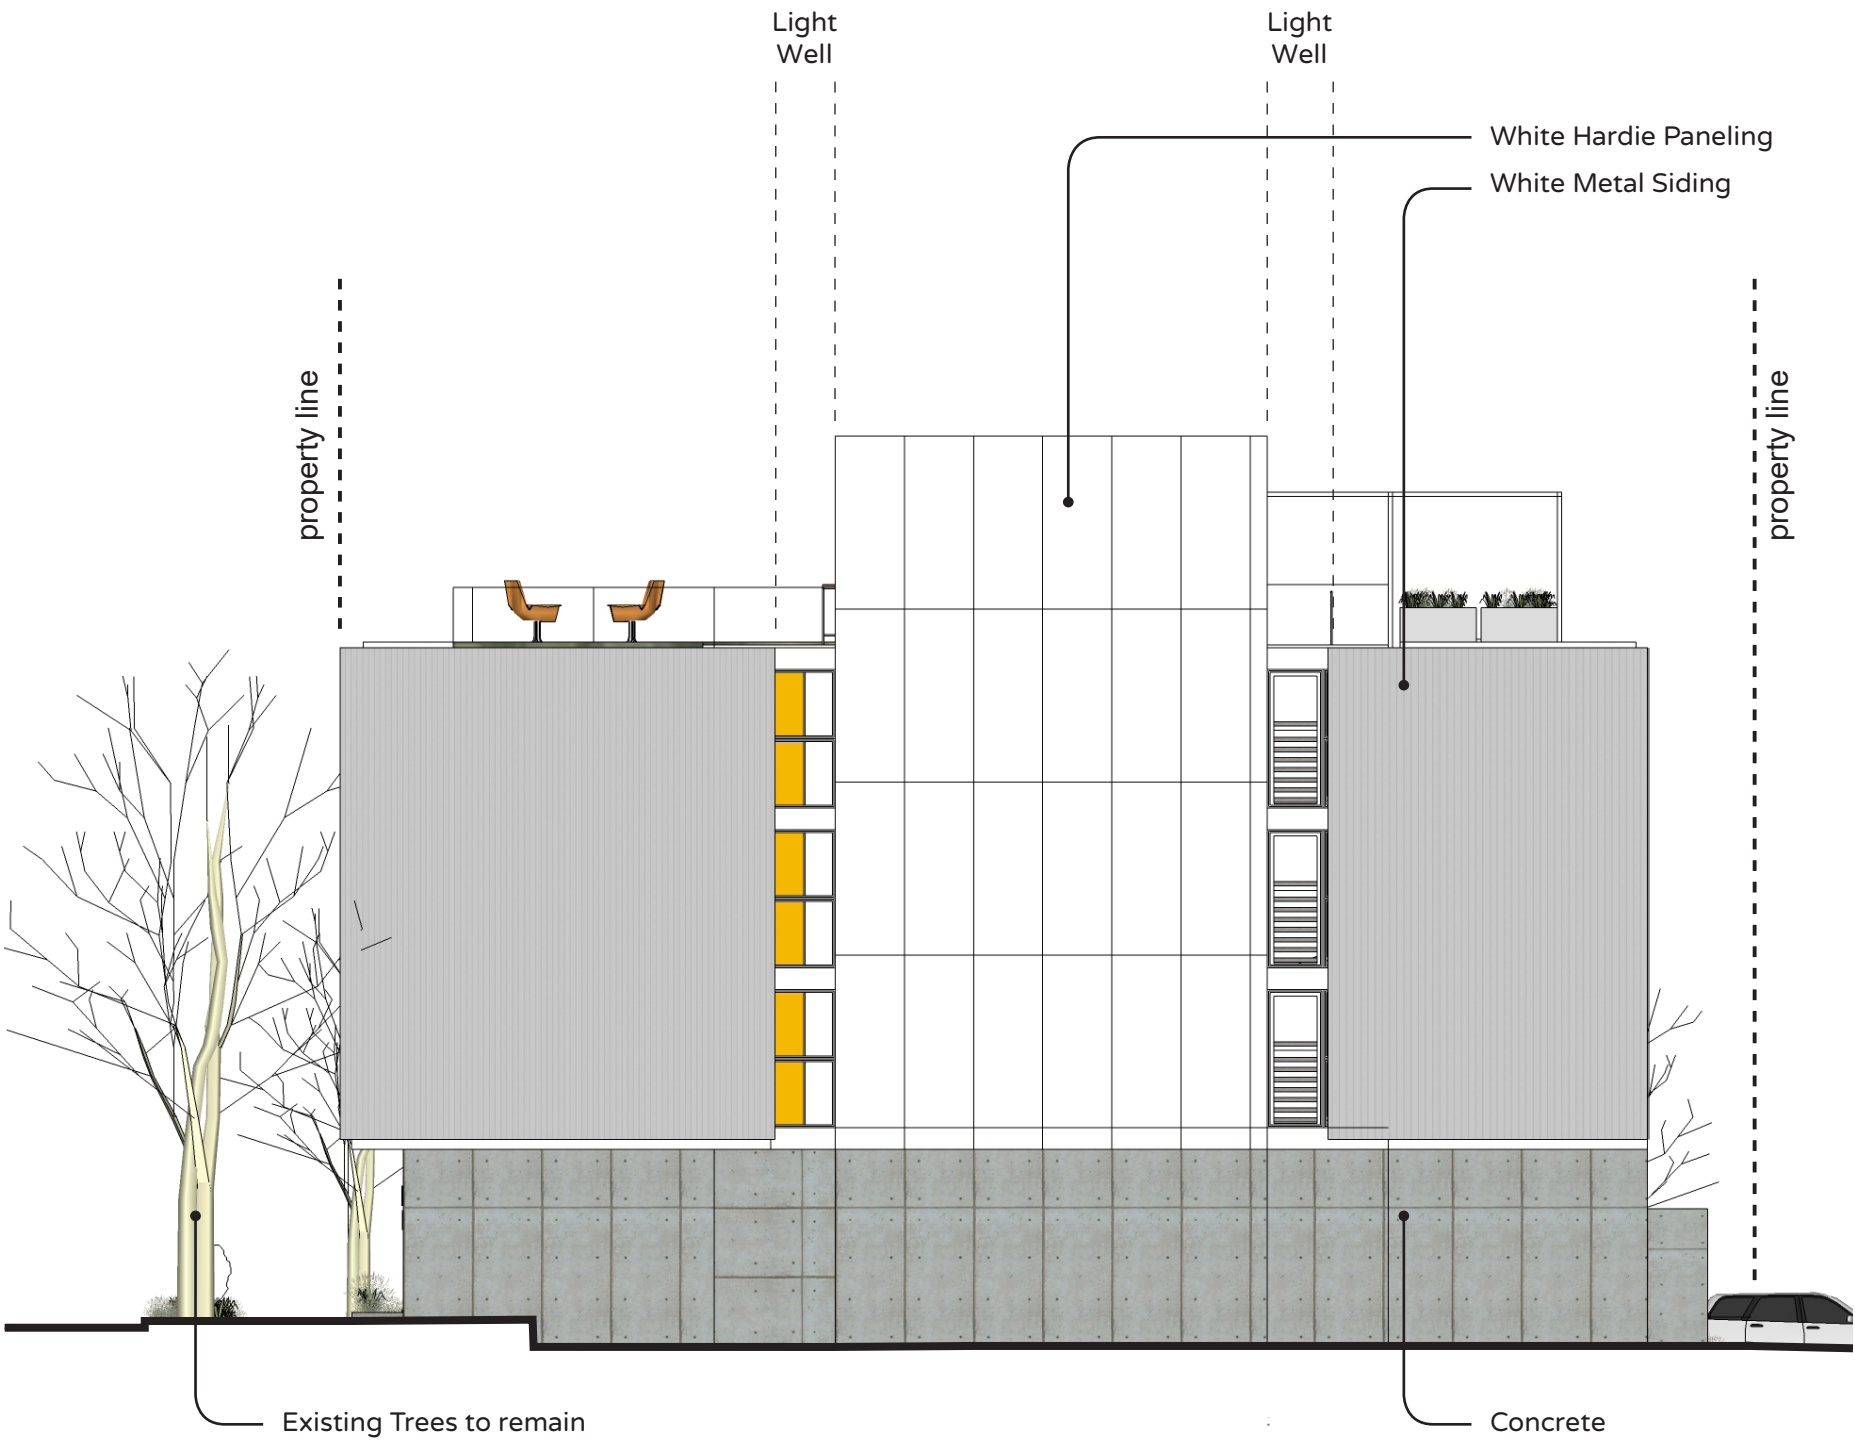 Light
Well
Light
Well
White Hardie Paneling
White Metal Siding
property line
property line
Existing Trees to remain
Concrete